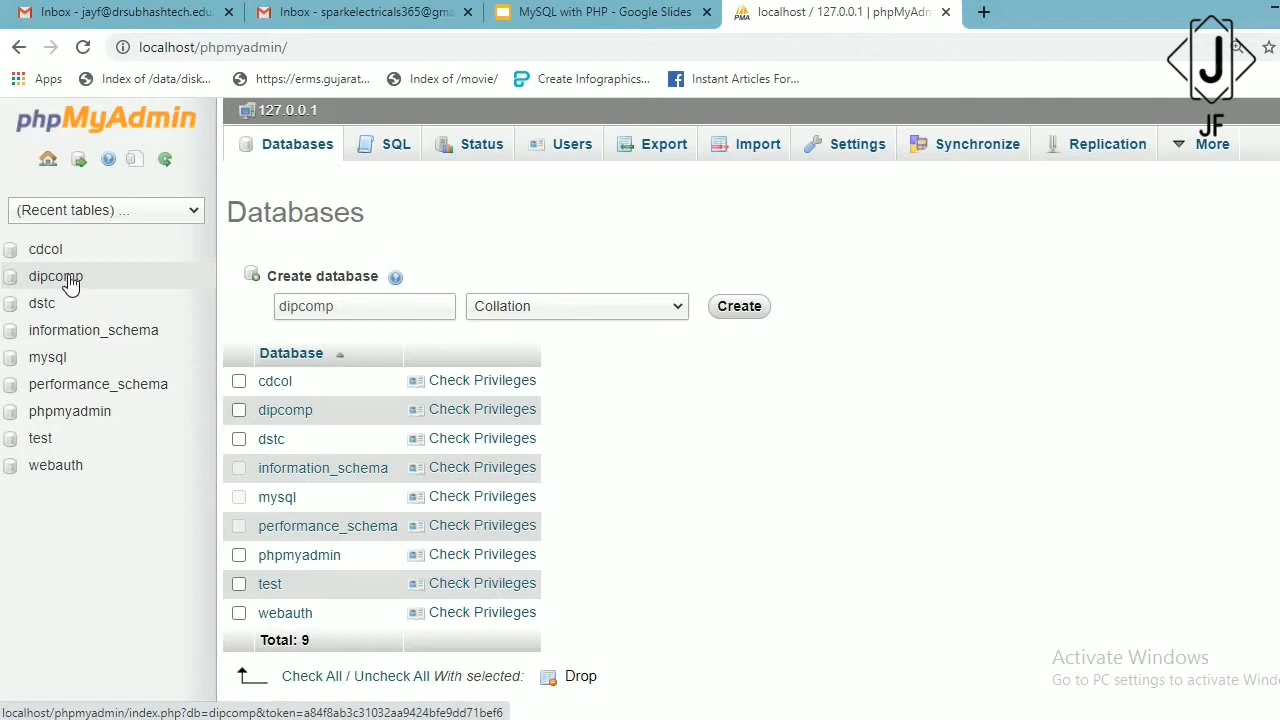 Inbox - jayf@drsubhashtech.edu.
Inbox - sparkelectricals365@gma
MySQL with PHP - Google Slides
localhost / 127.0.0.1 | phpMyAdm
localhost/phpmyadmin/
Apps
Index of /data/disk...
https://erms.gujarat...
Index of /movie/
Create Infographics...
Instant Articles For...
J
JF
phpMyAdmin
127.0.0.1
Databases
SQL
Status
Users
Export
Import
Settings
Synchronize
Replication
More
(Recent tables) ...
cdcol
dipcomp
dstc
information_schema
mysql
performance_schema
phpmyadmin
test
webauth
Databases
Create database
dipcomp
Collation
Create
Database
cdcol Check Privileges
dipcomp Check Privileges
dstc Check Privileges
information_schema Check Privileges
mysql Check Privileges
performance_schema Check Privileges
phpmyadmin Check Privileges
test Check Privileges
webauth Check Privileges
Total: 9
Check All / Uncheck All With selected: Drop
Activate Windows
Go to PC settings to activate Wind
localhost/phpmyadmin/index.php?db=dipcomp&token=a84f8ab3c31032aa9424bfe9dd71bef6